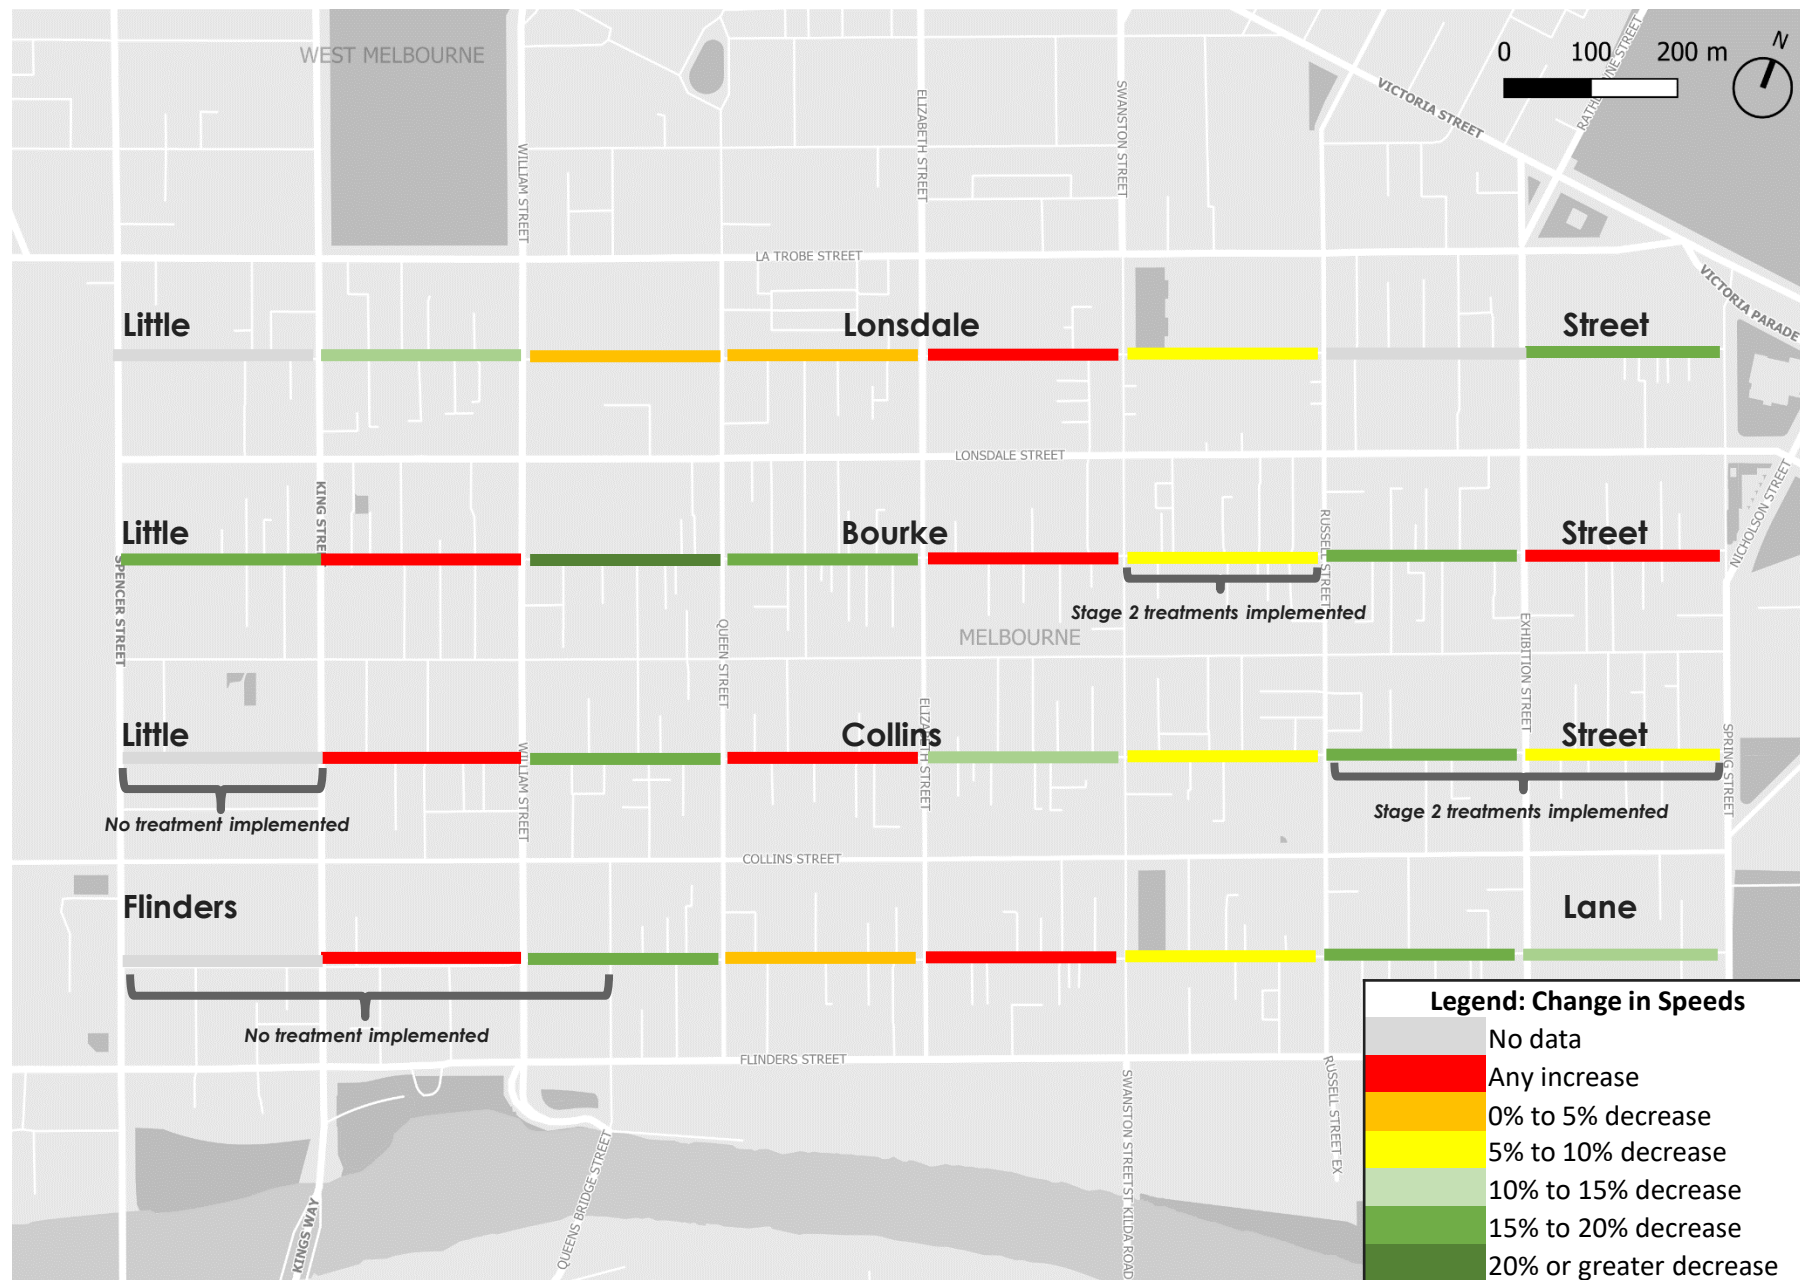 WEST MELBOURNE
0 100 200 m
N
VICTORIA STREET
WILLIAM STREET
ELIZABETH STREET
SWANSTON STREET
LA TROBE STREET
VICTORIA PARADE
Little Lonsdale Street
LONSDALE STREET
KING STREET
NICHOLSON STREET
Little Bourke Street
RUSSELL STREET
SPENCER STREET
Stage 2 treatments implemented
MELBOURNE
QUEEN STREET
EXHIBITION STREET
Little Collins Street
ELIZABETH STREET
WILLIAM STREET
SPRING STREET
No treatment implemented
Stage 2 treatments implemented
COLLINS STREET
Flinders Lane
No treatment implemented
FLINDERS STREET
SWANSTON STREET
ST KILDA ROAD
RUSSELL STREET EX
QUEENS BRIDGE STREET
KINGS WAY
Legend: Change in Speeds
No data
Any increase
0% to 5% decrease
5% to 10% decrease
10% to 15% decrease
15% to 20% decrease
20% or greater decrease